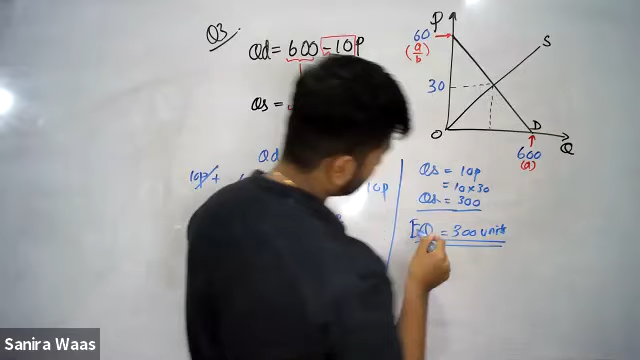 Q3
Qd = 600 - 10P
Qs =
Qd
10P +
10P
P
60
(a/b)
30
O
S
D
600
(a)
Q
Qs = 10P
= 10 x 30
Qs = 300
EQ = 300 units
Sanira Waas